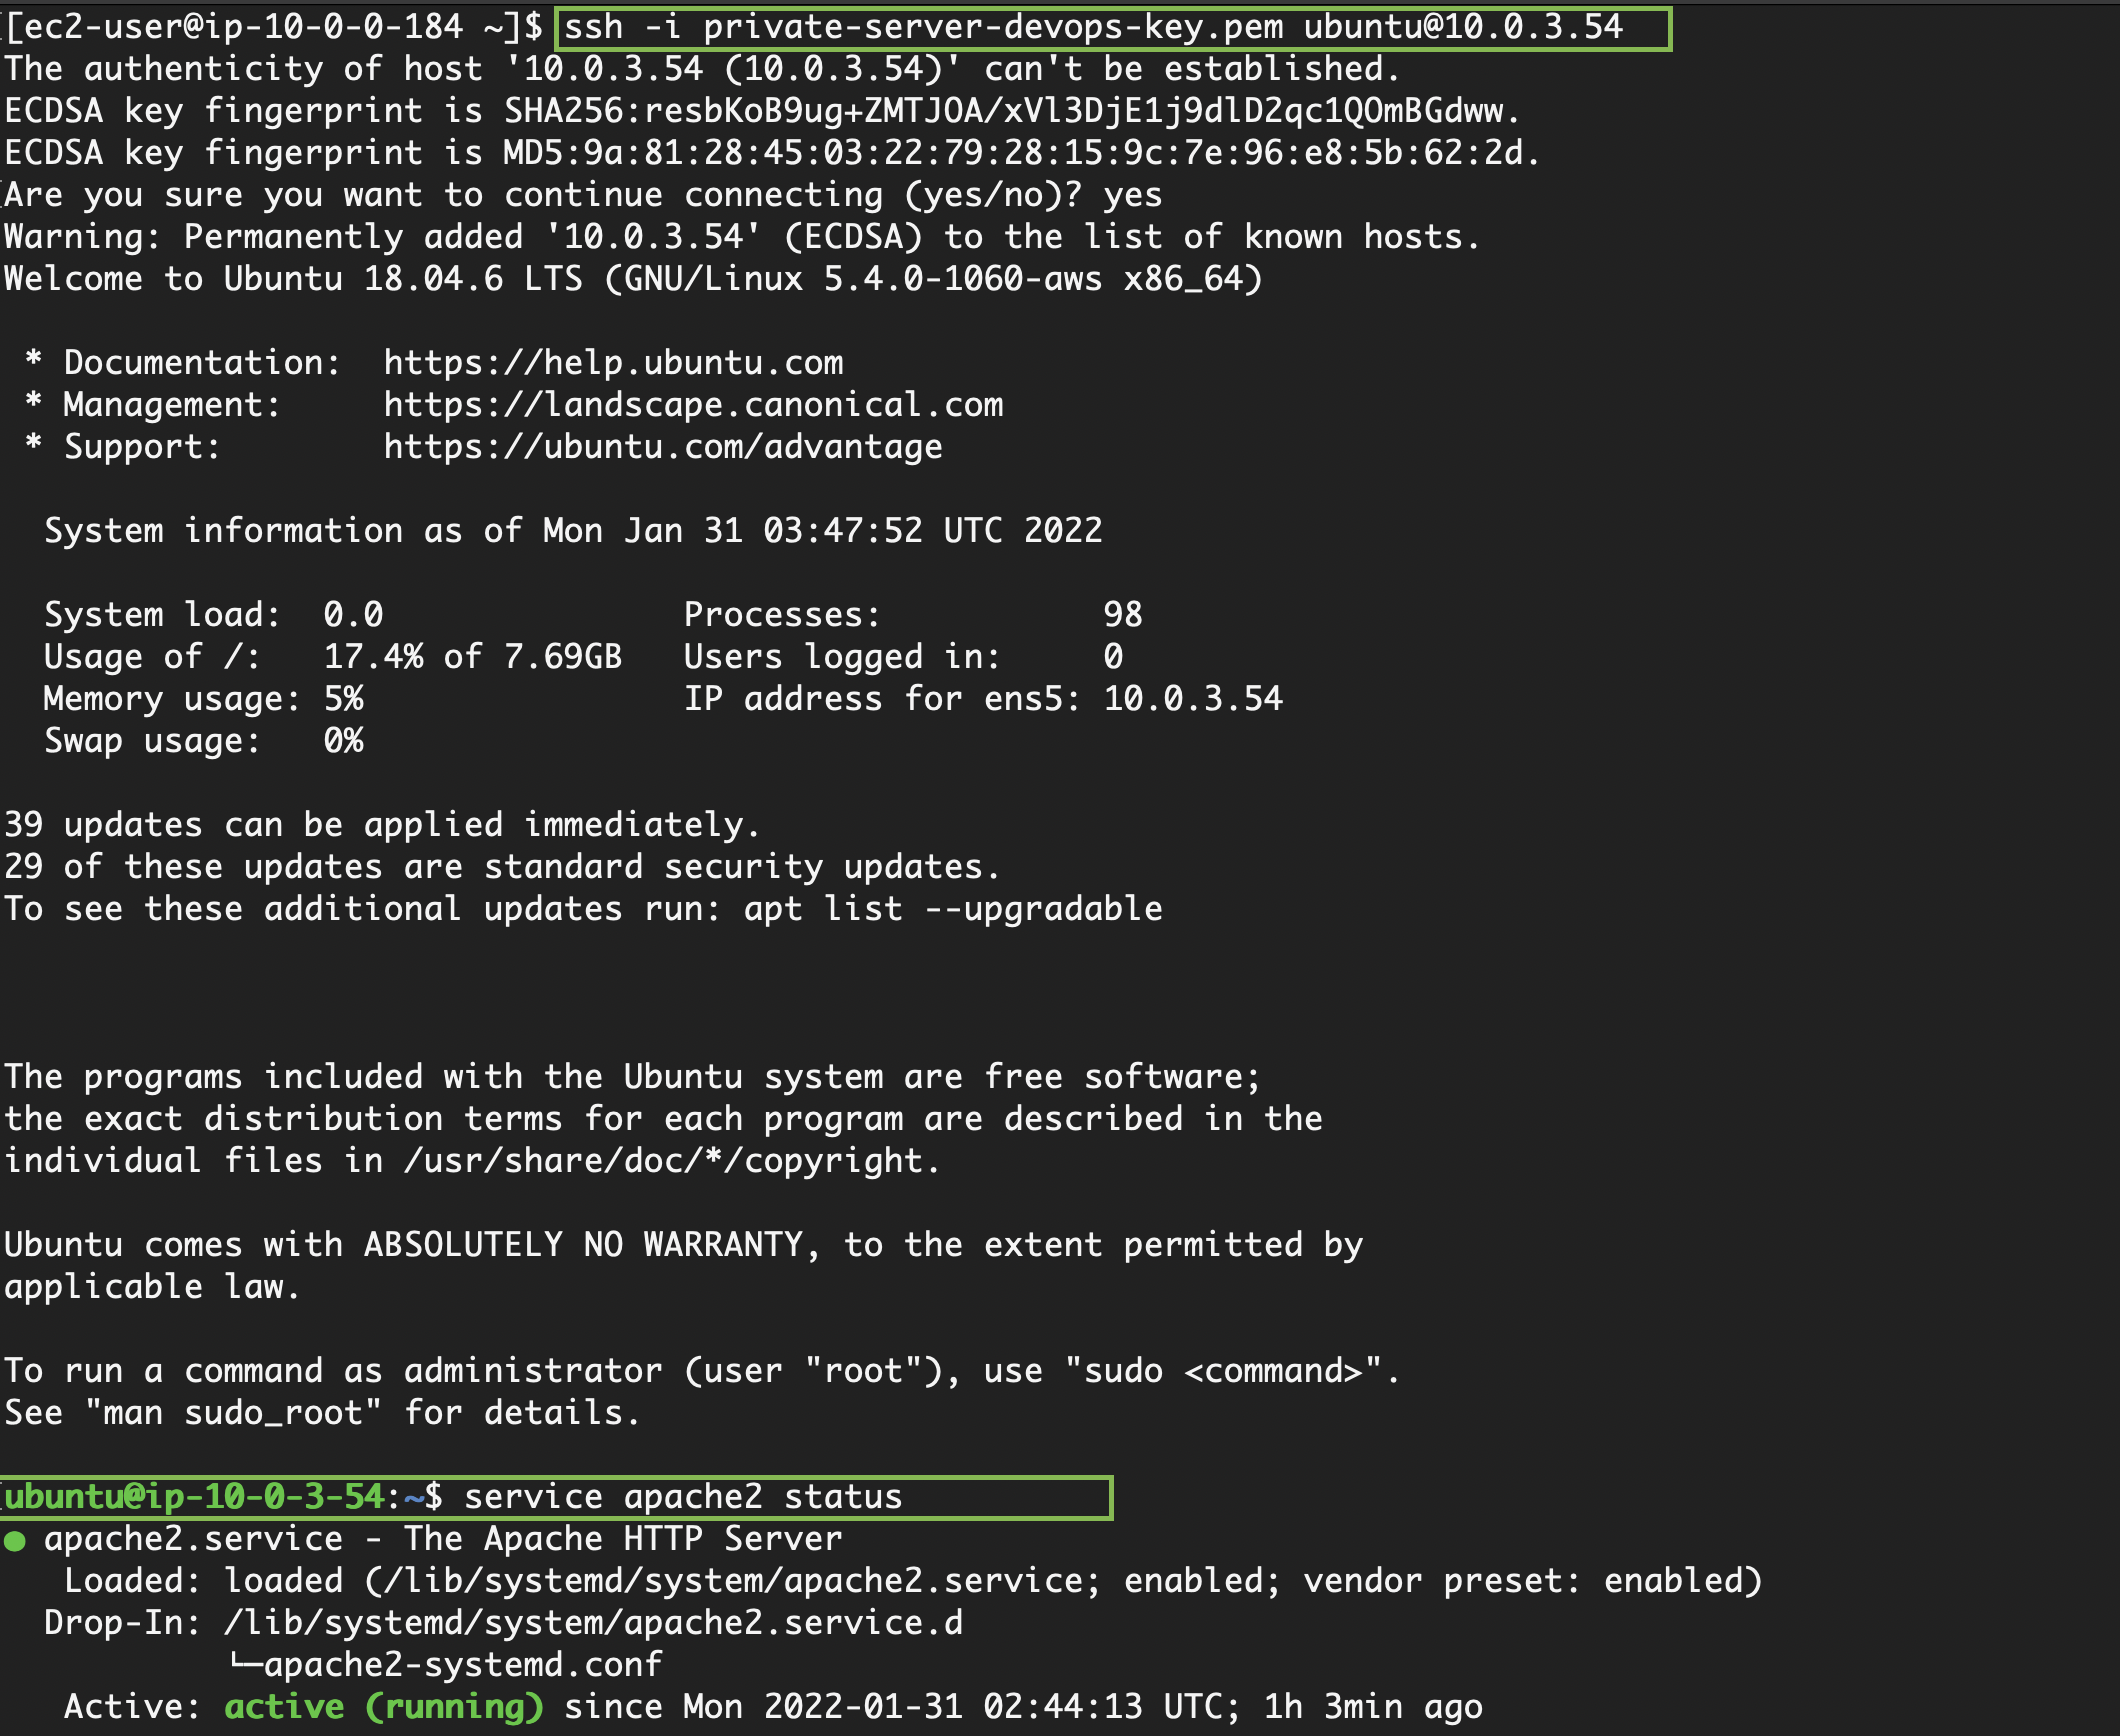 [ec2-user@ip-10-0-0-184 ~]$ ssh -i private-server-devops-key.pem ubuntu@10.0.3.54
The authenticity of host '10.0.3.54 (10.0.3.54)' can't be established.
ECDSA key fingerprint is SHA256:resbKoB9ug+ZMTJOA/xVl3DjE1j9dlD2qc1QOmBGdww.
ECDSA key fingerprint is MD5:9a:81:28:45:03:22:79:28:15:9c:7e:96:e8:5b:62:2d.
Are you sure you want to continue connecting (yes/no)? yes
Warning: Permanently added '10.0.3.54' (ECDSA) to the list of known hosts.
Welcome to Ubuntu 18.04.6 LTS (GNU/Linux 5.4.0-1060-aws x86_64)

 * Documentation:  https://help.ubuntu.com
 * Management:     https://landscape.canonical.com
 * Support:        https://ubuntu.com/advantage

  System information as of Mon Jan 31 03:47:52 UTC 2022

  System load:  0.0               Processes:           98
  Usage of /:   17.4% of 7.69GB   Users logged in:     0
  Memory usage: 5%                IP address for ens5: 10.0.3.54
  Swap usage:   0%

39 updates can be applied immediately.
29 of these updates are standard security updates.
To see these additional updates run: apt list --upgradable

The programs included with the Ubuntu system are free software;
the exact distribution terms for each program are described in the
individual files in /usr/share/doc/*/copyright.

Ubuntu comes with ABSOLUTELY NO WARRANTY, to the extent permitted by
applicable law.

To run a command as administrator (user "root"), use "sudo <command>".
See "man sudo_root" for details.

ubuntu@ip-10-0-3-54:~$ service apache2 status
● apache2.service - The Apache HTTP Server
   Loaded: loaded (/lib/systemd/system/apache2.service; enabled; vendor preset: enabled)
  Drop-In: /lib/systemd/system/apache2.service.d
           └─apache2-systemd.conf
   Active: active (running) since Mon 2022-01-31 02:44:13 UTC; 1h 3min ago